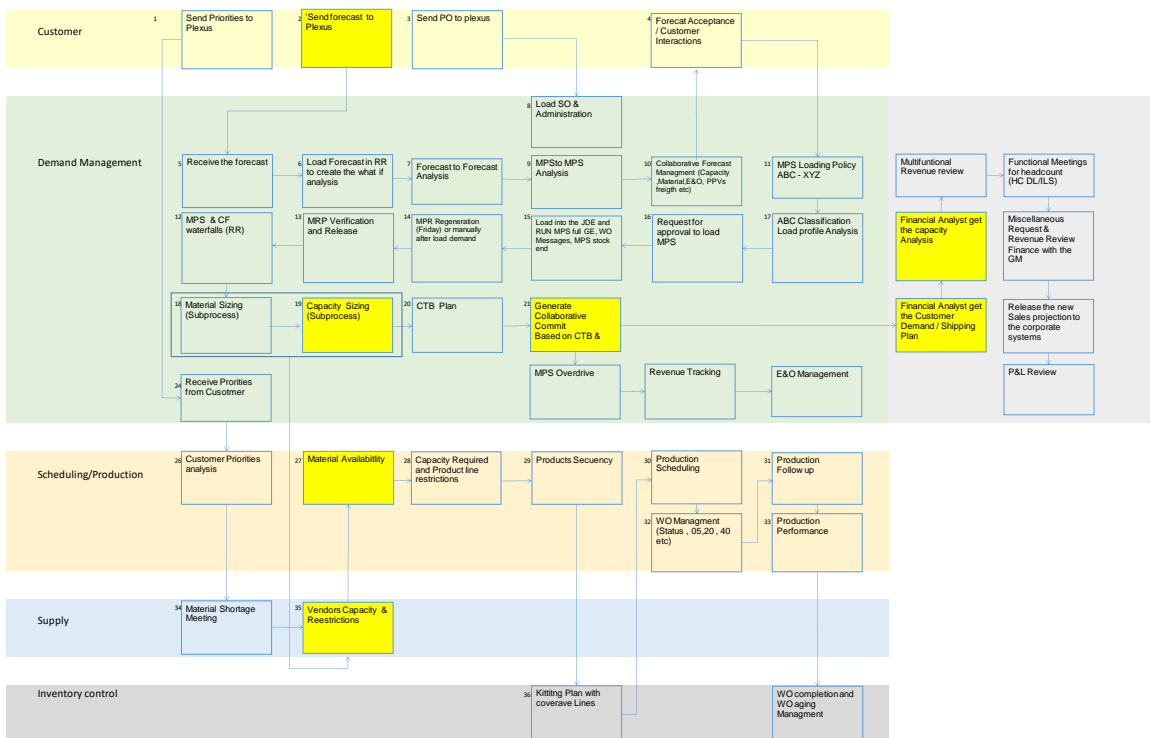 Customer
1
Send Priorities to
Plexus
2
'Send forecast to
Plexus
3
Send PO to plexus
4
Forecat Acceptance
/ Customer
Interactions
Demand Management
8
Load SO &
Administration
5
Receive the forecast
6
Load Forecast in RR
to create the what if
analysis
7
Forecast to Forecast
Analysis
9
MPSto MPS
Analysis
10
Collaborative Forecast
Managment (Capacity
,Material,E&O, PPVs
freigth etc)
11
MPS Loading Policy
ABC - XYZ
Multifuntional
Revenue review
Functional Meetings
for headcount
(HC DL/ILS)
12
MPS & CF
waterfalls (RR)
13
MRP Verification
and Release
14
MPR Regeneration
(Friday) or manually
after load demand
15
Load into the JDE and
RUN MPS full GE, WO
Messages, MPS stock
end
16
Request for
approval to load
MPS
17
ABC Classification
Load profile Analysis
Financial Analyst get
the capacity
Analysis
Miscellaneous
Request &
Revenue Review
Finance with the
GM
18
Material Sizing
(Subprocess)
19
Capacity Sizing
(Subprocess)
20
CTB Plan
21
Generate
Collaborative
Commit
Based on CTB &
Financial Analyst get
the Customer
Demand / Shipping
Plan
Release the new
Sales projection to
the corporate
systems
24
Receive Prorities
from Cusotmer
MPS Overdrive
Revenue Tracking
E&O Management
P&L Review
Scheduling/Production
26
Customer Priorities
analysis
27
Material Availabitlity
28
Capacity Required
and Product line
restrictions
29
Products Secuency
30
Production
Scheduling
31
Production
Follow up
32
WO Managment
(Status , 05,20 , 40
etc)
33
Production
Performance
Supply
34
Material Shortage
Meeting
35
Vendors Capacity &
Reestrictions
Inventory control
36
Kittitng Plan with
coverave Lines
WO completion and
WO aging
Managment